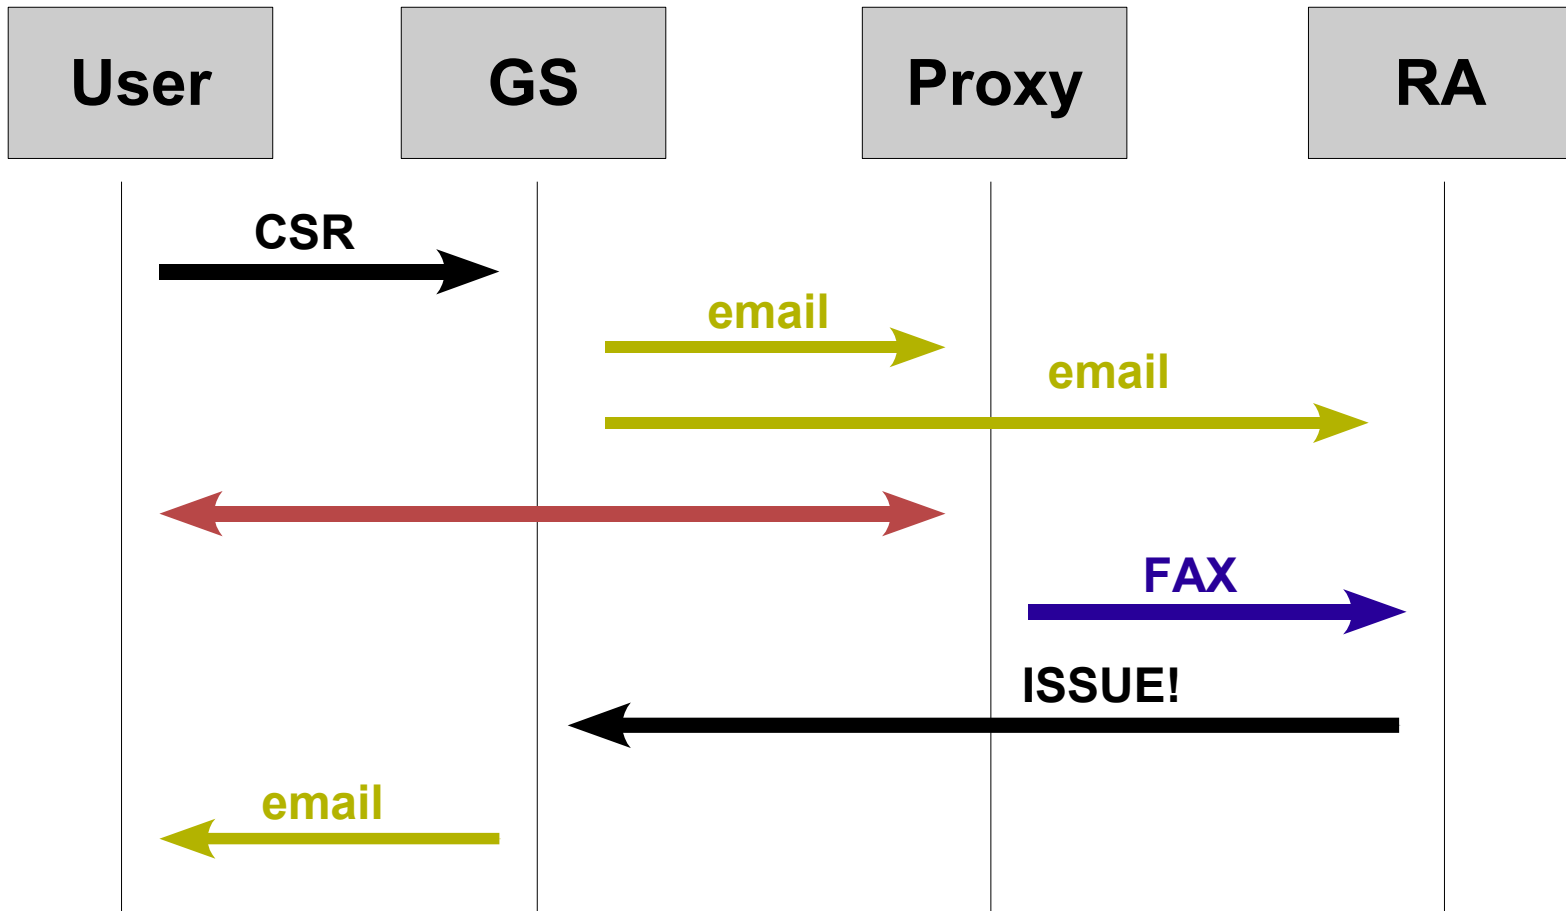 User
GS
Proxy
RA
CSR
email
email
FAX
ISSUE!
email